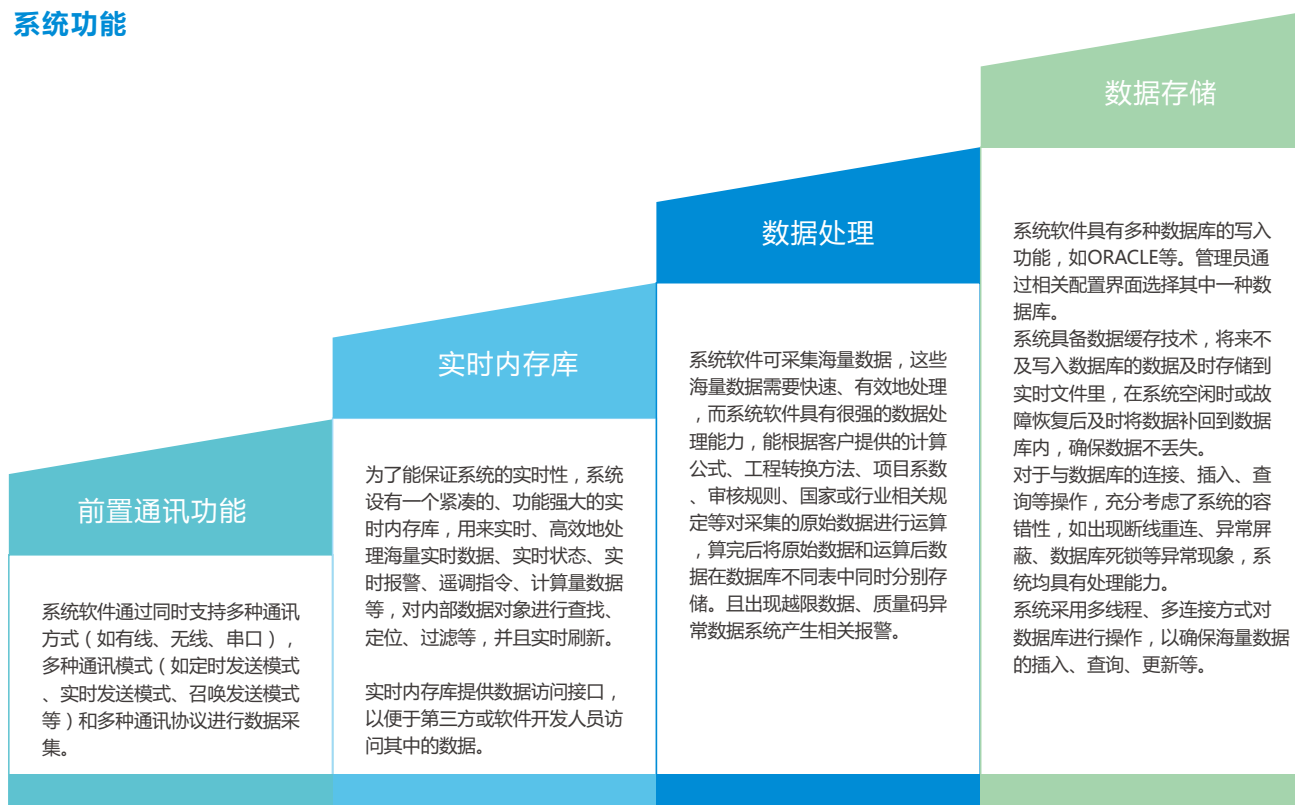 系统功能
前置通讯功能
系统软件通过同时支持多种通讯
方式（如有线、无线、串口），
多种通讯模式（如定时发送模式
、实时发送模式、召唤发送模式
等）和多种通讯协议进行数据采
集。
实时内存库
为了能保证系统的实时性，系统
设有一个紧凑的、功能强大的实
时内存库，用来实时、高效地处
理海量实时数据、实时状态、实
时报警、遥调指令、计算量数据
等，对内部数据对象进行查找、
定位、过滤等，并且实时刷新。
实时内存库提供数据访问接口，
以便于第三方或软件开发人员访
问其中的数据。
数据处理
系统软件可采集海量数据，这些
海量数据需要快速、有效地处理
，而系统软件具有很强的数据处
理能力，能根据客户提供的计算
公式、工程转换方法、项目系数
、审核规则、国家或行业相关规
定等对采集的原始数据进行运算
，算完后将原始数据和运算后数
据在数据库不同表中同时分别存
储。且出现越限数据、质量码异
常数据系统产生相关报警。
数据存储
系统软件具有多种数据库的写入
功能，如ORACLE等。管理员通
过相关配置界面选择其中一种数
据库。
系统具备数据缓存技术，将来不
及写入数据库的数据及时存储到
实时文件里，在系统空闲时或故
障恢复后及时将数据补回到数据
库内，确保数据不丢失。
对于与数据库的连接、插入、查
询等操作，充分考虑了系统的容
错性，如出现断线重连、异常屏
蔽、数据库死锁等异常现象，系
统均具有处理能力。
系统采用多线程、多连接方式对
数据库进行操作，以确保海量数据
的插入、查询、更新等。